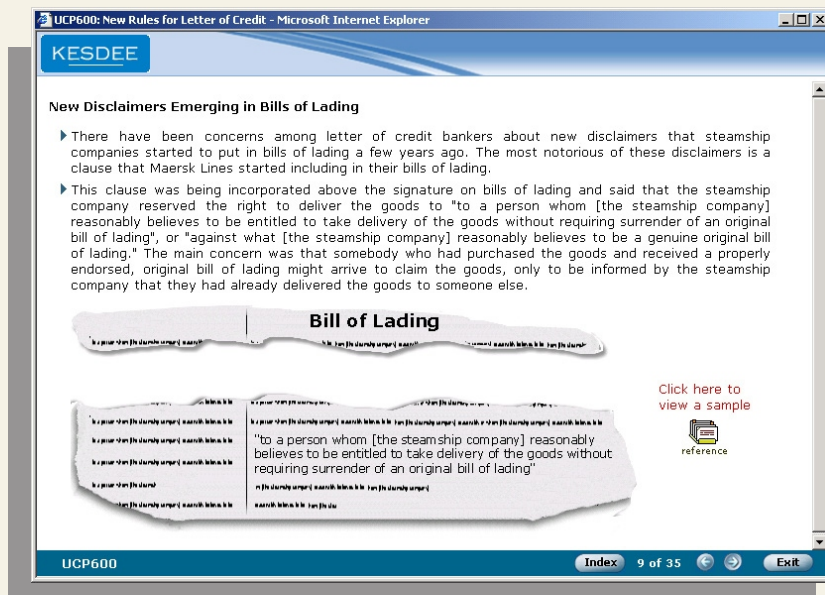 UCP600: New Rules for Letter of Credit - Microsoft Internet Explorer
KESDEE
New Disclaimers Emerging in Bills of Lading
There have been concerns among letter of credit bankers about new disclaimers that steamship
companies started to put in bills of lading a few years ago. The most notorious of these disclaimers is a
clause that Maersk Lines started including in their bills of lading.
This clause was being incorporated above the signature on bills of lading and said that the steamship
company reserved the right to deliver the goods to "to a person whom [the steamship company]
reasonably believes to be entitled to take delivery of the goods without requiring surrender of an original
bill of lading", or "against what [the steamship company] reasonably believes to be a genuine original bill
of lading." The main concern was that somebody who had purchased the goods and received a properly
endorsed, original bill of lading might arrive to claim the goods, only to be informed by the steamship
company that they had already delivered the goods to someone else.
Bill of Lading
"to a person whom [the steamship company] reasonably
believes to be entitled to take delivery of the goods without
requiring surrender of an original bill of lading"
Click here to
view a sample
reference
UCP600
Index
9 of 35
Exit